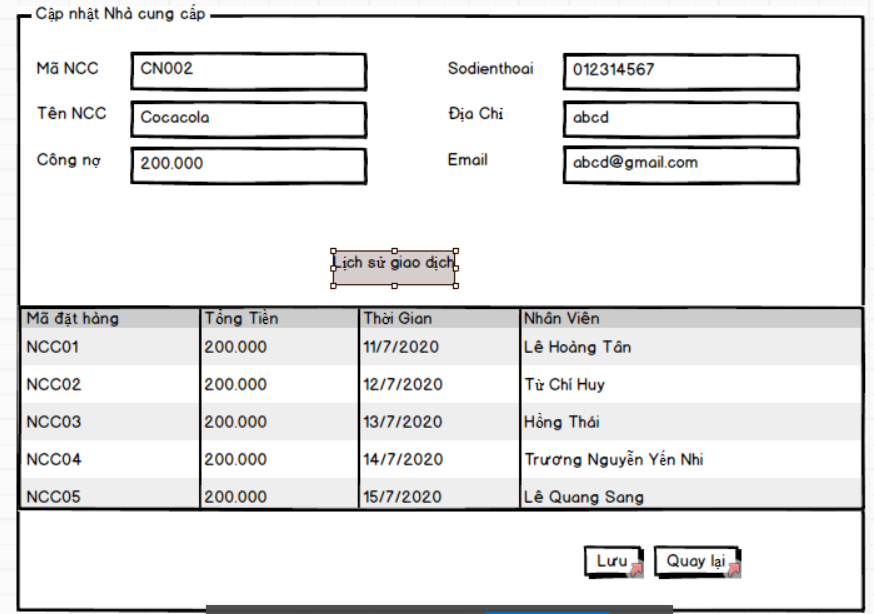 Cập nhật Nhà cung cấp
Mã NCC CN002 Sodienthoai 012314567
Tên NCC Cocacola Địa Chỉ abcd
Công nợ 200.000 Email abcd@gmail.com
Lịch sử giao dịch
Mã đặt hàng Tổng Tiền Thời Gian Nhân Viên
NCC01 200.000 11/7/2020 Lê Hoàng Tân
NCC02 200.000 12/7/2020 Từ Chí Huy
NCC03 200.000 13/7/2020 Hồng Thái
NCC04 200.000 14/7/2020 Trương Nguyễn Yến Nhi
NCC05 200.000 15/7/2020 Lê Quang Sang
Lưu Quay lại